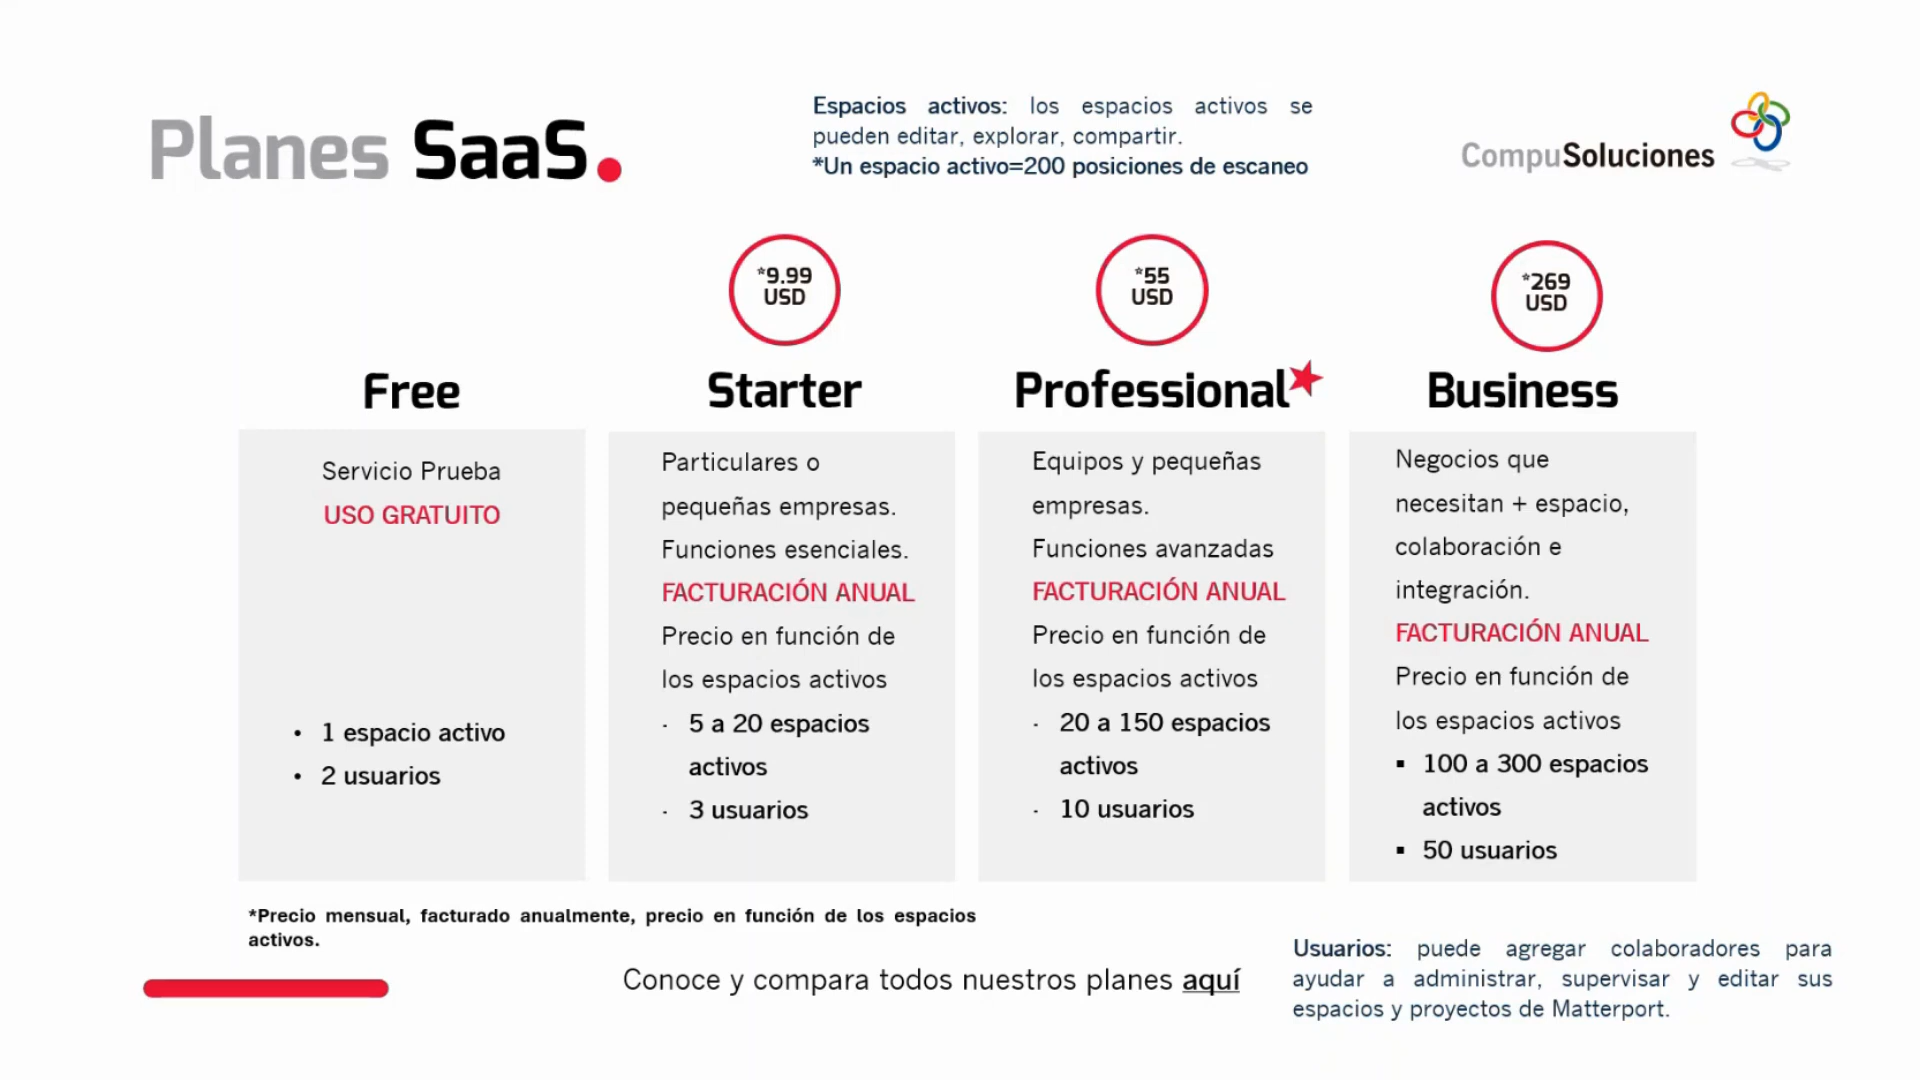 Planes SaaS.
Espacios activos: los espacios activos se
pueden editar, explorar, compartir.
*Un espacio activo=200 posiciones de escaneo
CompuSoluciones
*9.99
USD
*55
USD
*269
USD
Free
Servicio Prueba
USO GRATUITO
• 1 espacio activo
• 2 usuarios
Starter
Particulares o
pequeñas empresas.
Funciones esenciales.
FACTURACIÓN ANUAL
Precio en función de
los espacios activos
· 5 a 20 espacios
activos
· 3 usuarios
Professional
Equipos y pequeñas
empresas.
Funciones avanzadas
FACTURACIÓN ANUAL
Precio en función de
los espacios activos
· 20 a 150 espacios
activos
· 10 usuarios
Business
Negocios que
necesitan + espacio,
colaboración e
integración.
FACTURACIÓN ANUAL
Precio en función de
los espacios activos
▪ 100 a 300 espacios
activos
▪ 50 usuarios
*Precio mensual, facturado anualmente, precio en función de los espacios
activos.
Conoce y compara todos nuestros planes aquí
Usuarios: puede agregar colaboradores para
ayudar a administrar, supervisar y editar sus
espacios y proyectos de Matterport.